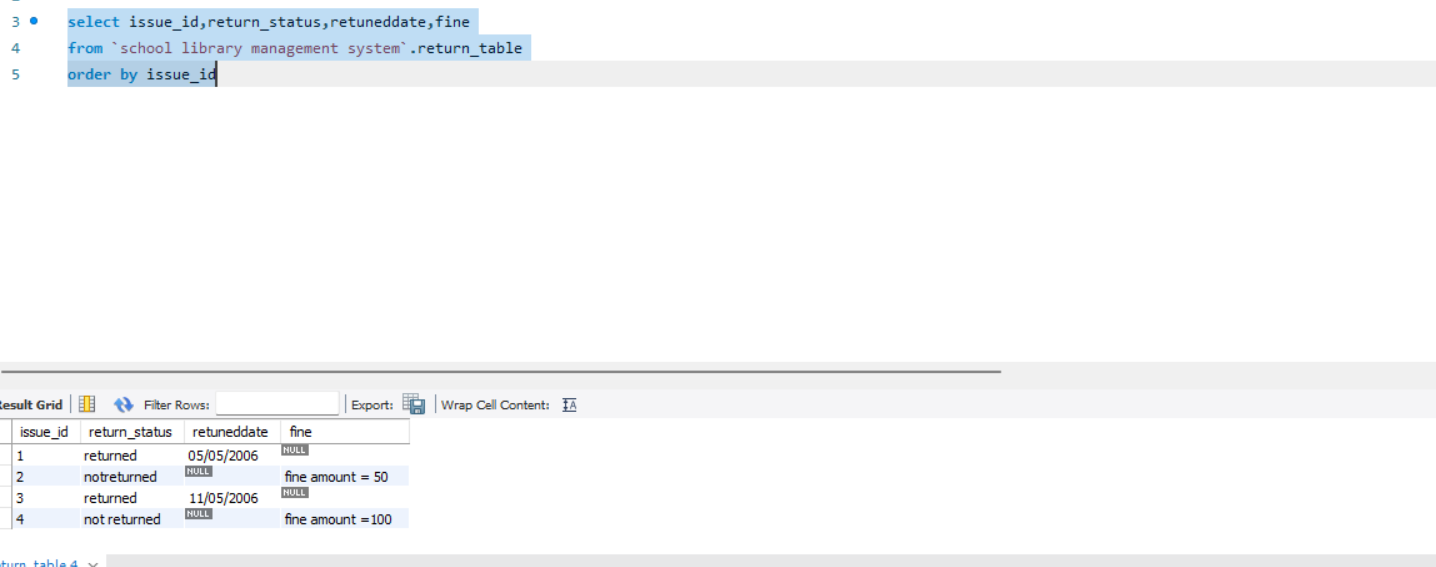 3 select issue_id,return_status,retuneddate,fine
4 from `school library management system`.return_table
5 order by issue_id
Result Grid Filter Rows: Export: Wrap Cell Content: IA
issue_id return_status retuneddate fine
1 returned 05/05/2006 NULL
2 notreturned NULL fine amount = 50
3 returned 11/05/2006 NULL
4 not returned NULL fine amount =100
turn_table 4